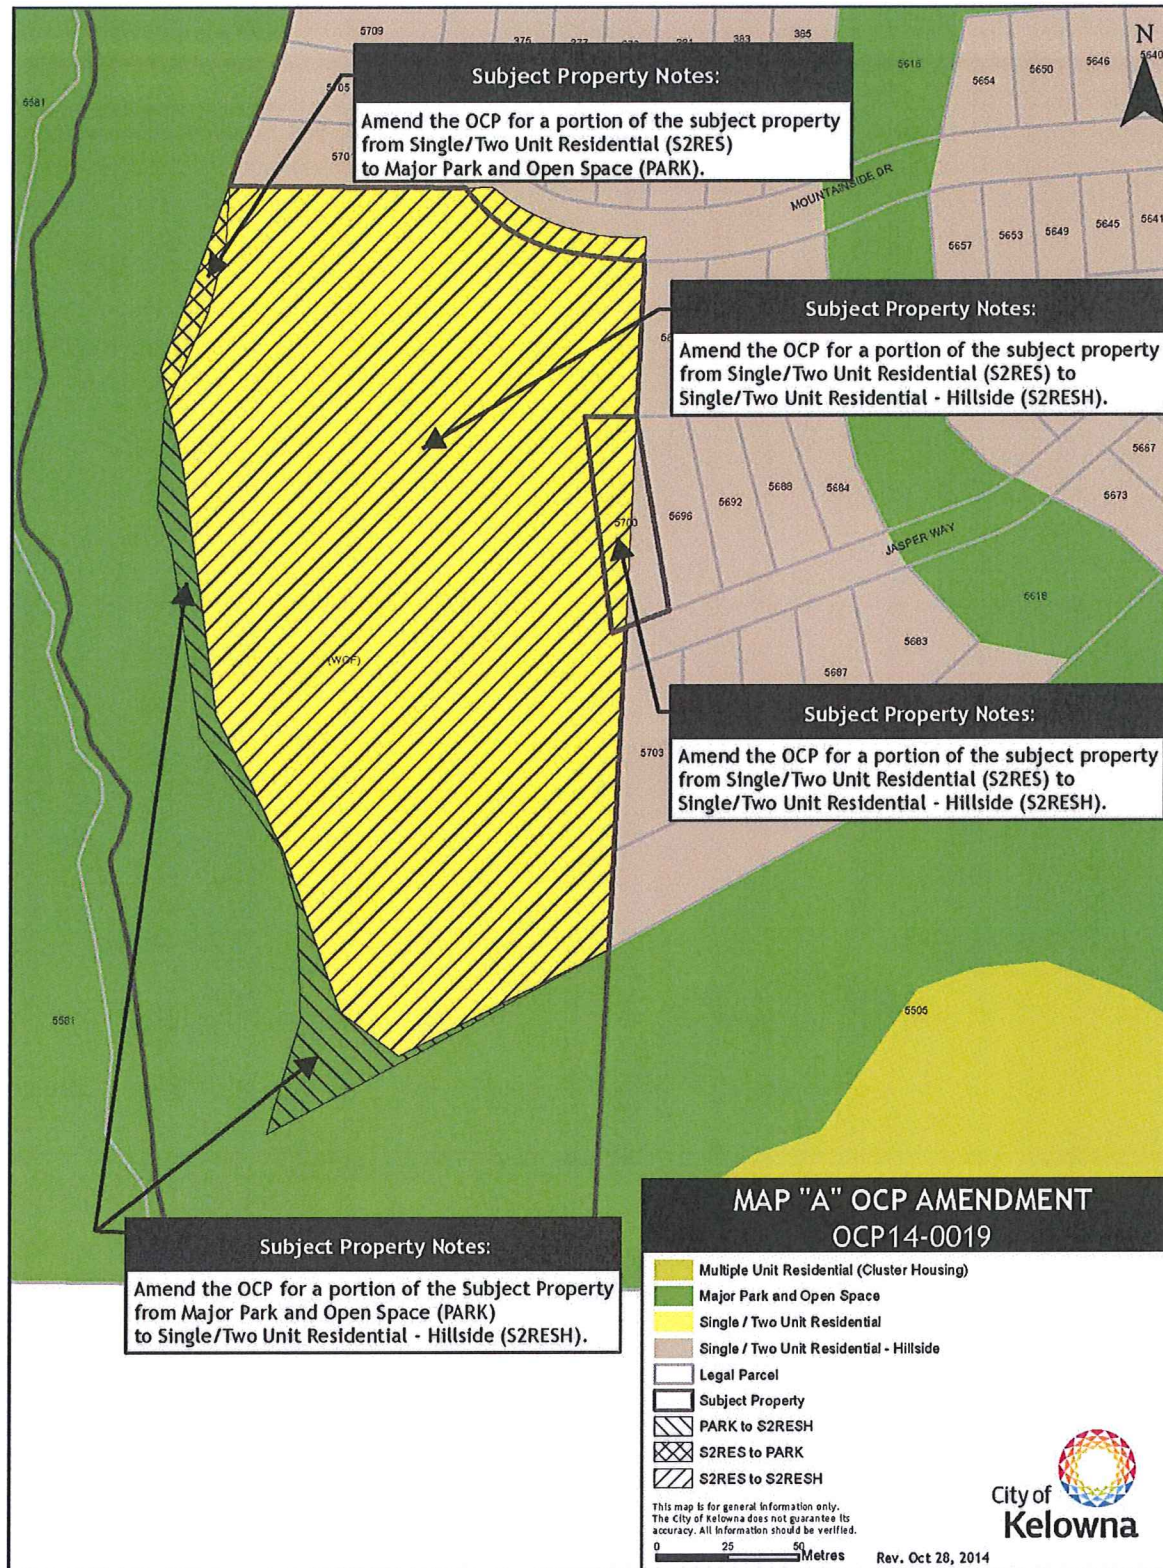 5709
375
377
379
381
383
385
5618
5654
5650
5646
5640
N
5581
5705
Subject Property Notes:
Amend the OCP for a portion of the subject property
from Single/Two Unit Residential (S2RES)
to Major Park and Open Space (PARK).
MOUNTAINSIDE DR
5657
5653
5649
5645
5641
Subject Property Notes:
Amend the OCP for a portion of the subject property
from Single/Two Unit Residential (S2RES) to
Single/Two Unit Residential - Hillside (S2RESH).
5667
5673
5684
5688
5692
5696
5700
JASPER WAY
5618
5683
5687
(WOF)
5703
Subject Property Notes:
Amend the OCP for a portion of the subject property
from Single/Two Unit Residential (S2RES) to
Single/Two Unit Residential - Hillside (S2RESH).
5505
5581
Subject Property Notes:
Amend the OCP for a portion of the Subject Property
from Major Park and Open Space (PARK)
to Single/Two Unit Residential - Hillside (S2RESH).
MAP "A" OCP AMENDMENT
OCP14-0019
Multiple Unit Residential (Cluster Housing)
Major Park and Open Space
Single / Two Unit Residential
Single / Two Unit Residential - Hillside
Legal Parcel
Subject Property
PARK to S2RESH
S2RES to PARK
S2RES to S2RESH
This map is for general information only.
The City of Kelowna does not guarantee its
accuracy. All information should be verified.
0 25 50
Metres
Rev. Oct 28, 2014
City of
Kelowna